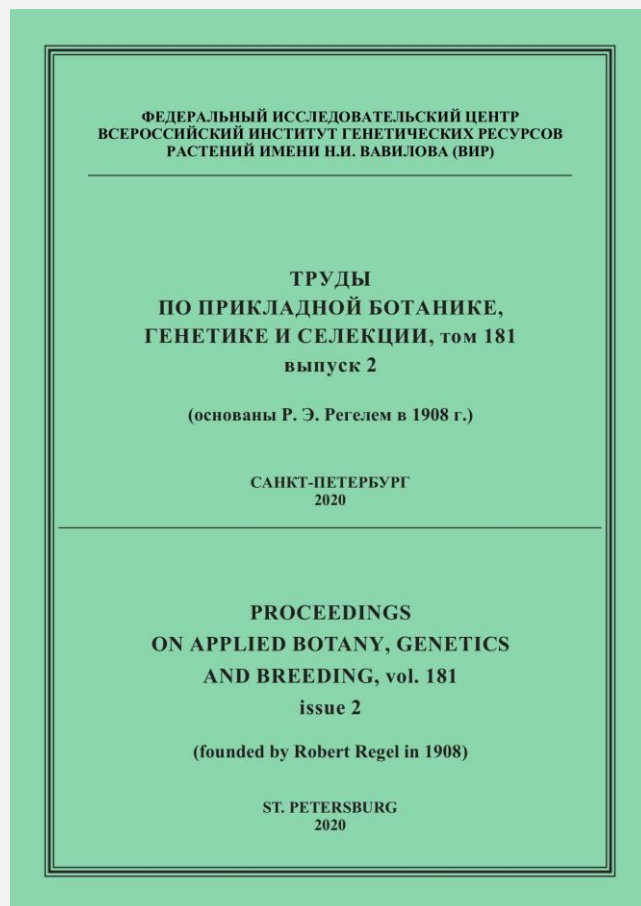 ФЕДЕРАЛЬНЫЙ ИССЛЕДОВАТЕЛЬСКИЙ ЦЕНТР
ВСЕРОССИЙСКИЙ ИНСТИТУТ ГЕНЕТИЧЕСКИХ РЕСУРСОВ
РАСТЕНИЙ ИМЕНИ Н.И. ВАВИЛОВА (ВИР)
ТРУДЫ
ПО ПРИКЛАДНОЙ БОТАНИКЕ,
ГЕНЕТИКЕ И СЕЛЕКЦИИ, том 181
выпуск 2
(основаны Р. Э. Регелем в 1908 г.)
САНКТ-ПЕТЕРБУРГ
2020
PROCEEDINGS
ON APPLIED BOTANY, GENETICS
AND BREEDING, vol. 181
issue 2
(founded by Robert Regel in 1908)
ST. PETERSBURG
2020